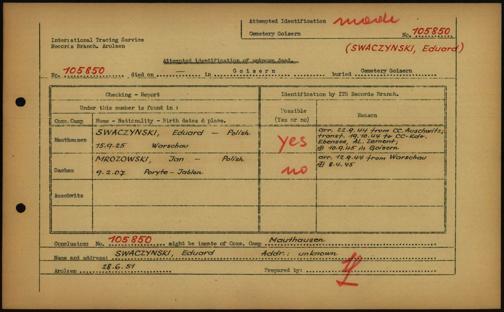 Attempted Identification made
Cemetery Goisern No. 105850
(SWACZYNSKI, Eduard)
International Tracing Service
Records Branch. Arolsen
Attempted identification of unknown dead.
No. 105850 died on — in Goisern buried Cemetery Goisern
Checking - Report
Identification by ITS Records Branch.
Under this number is found in:
Possible (Yes or no)
Reason
Conc. Camp Name - Nationality - Birth dates & place.
Mauthausen SWACZYNSKI, Eduard - Polish
15.9.25 Warschau
yes
arr. 22.9.44 from CC. Auschwitz,
transf. 19.10.44 to CC-Kdo.
Ebensee, AL. Zement;
10.9.45 in Goisern
Dachau MROZOWSKI, Jan - Polish
9.2.07 Poryte-Jablon
no
arr. 12.9.44 from Warschau
8.4.45
Auschwitz
Conclusion: No. 105850 might be inmate of Conc. Camp Mauthausen
Name and address: SWACZYNSKI, Eduard Addr.: unknown
Arolsen 28.6.51 Prepared by: